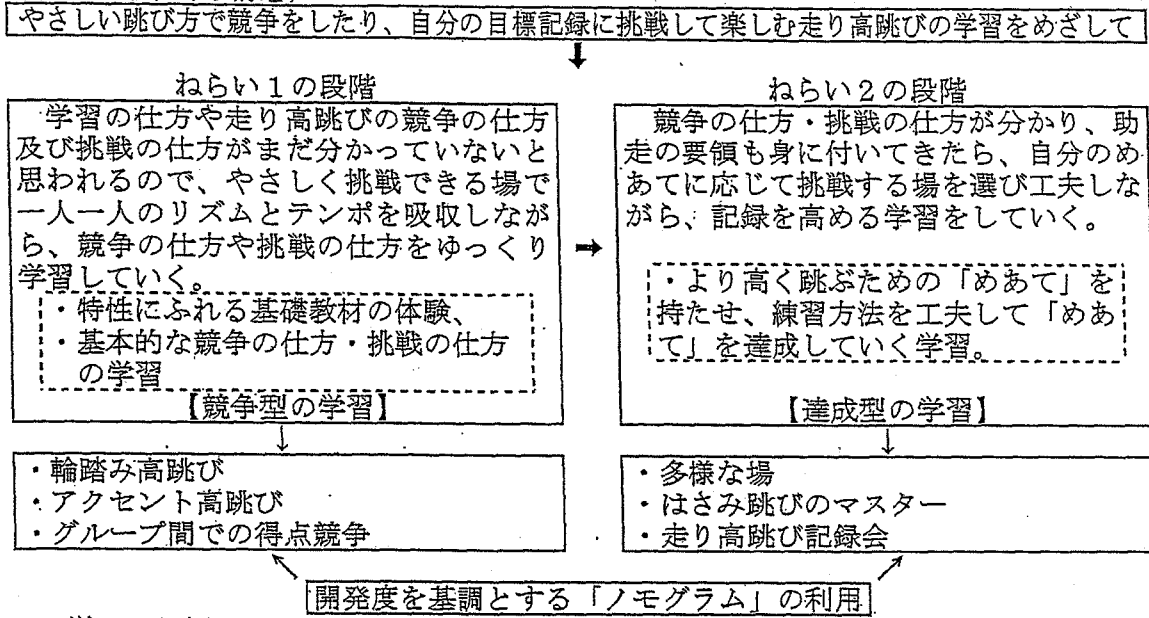 やさしい跳び方で競争をしたり、自分の目標記録に挑戦して楽しむ走り高跳びの学習をめざして
ねらい1の段階
学習の仕方や走り高跳びの競争の仕方
及び挑戦の仕方がまだ分かっていないと
思われるので、やさしく挑戦できる場で
一人一人のリズムとテンポを吸収しなが
ら、競争の仕方や挑戦の仕方をゆっくり
学習していく。
・特性にふれる基礎教材の体験、
・基本的な競争の仕方・挑戦の仕方
の学習
【競争型の学習】
・輪踏み高跳び
・アクセント高跳び
・グループ間での得点競争
ねらい2の段階
競争の仕方・挑戦の仕方が分かり、助
走の要領も身に付いてきたら、自分のめ
あてに応じて挑戦する場を選び工夫しな
がら、記録を高める学習をしていく。
・より高く跳ぶための「めあて」を
持たせ、練習方法を工夫して「めあ
て」を達成していく学習。
【達成型の学習】
・多様な場
・はさみ跳びのマスター
・走り高跳び記録会
開発度を基調とする「ノモグラム」の利用